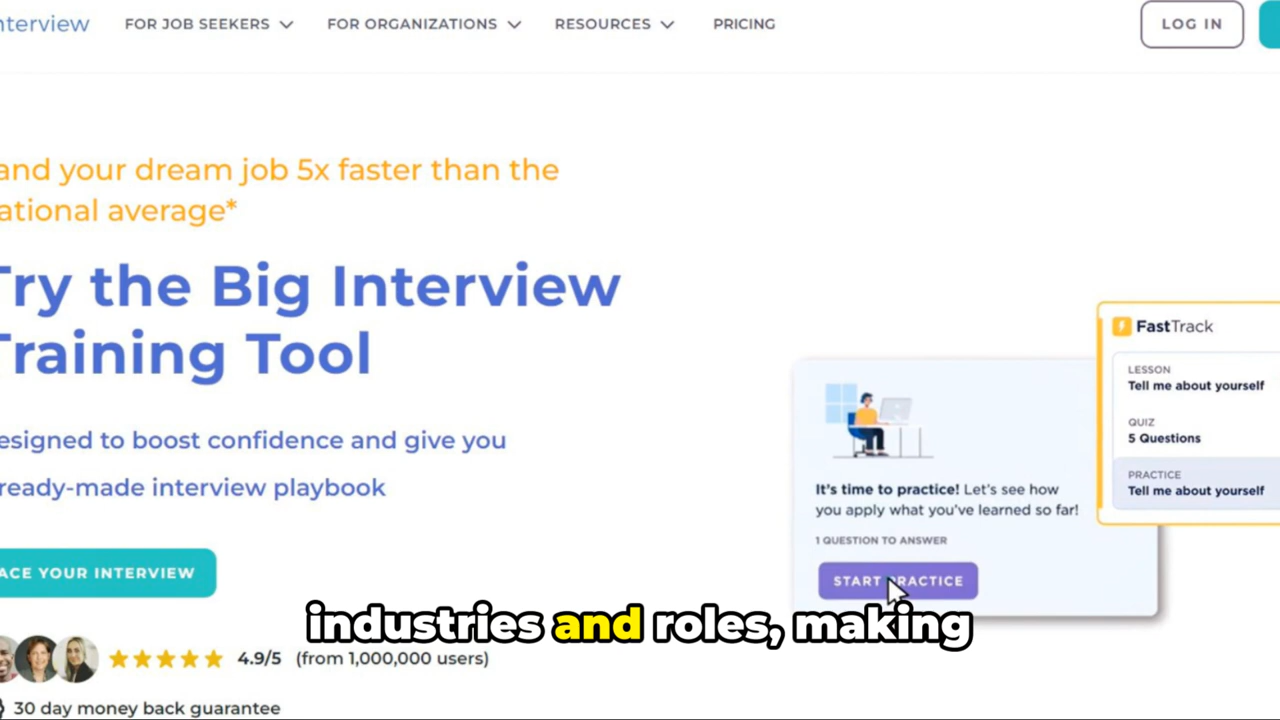 nterview
FOR JOB SEEKERS
FOR ORGANIZATIONS
RESOURCES
PRICING
LOG IN
and your dream job 5x faster than the
ational average*
Try the Big Interview
Training Tool
esigned to boost confidence and give you
ready-made interview playbook
ACE YOUR INTERVIEW
4.9/5 (from 1,000,000 users)
30 day money back guarantee
FastTrack
LESSON
Tell me about yourself
QUIZ
5 Questions
PRACTICE
Tell me about yourself
It's time to practice! Let's see how
you apply what you've learned so far!
1 QUESTION TO ANSWER
START PRACTICE
industries and roles, making